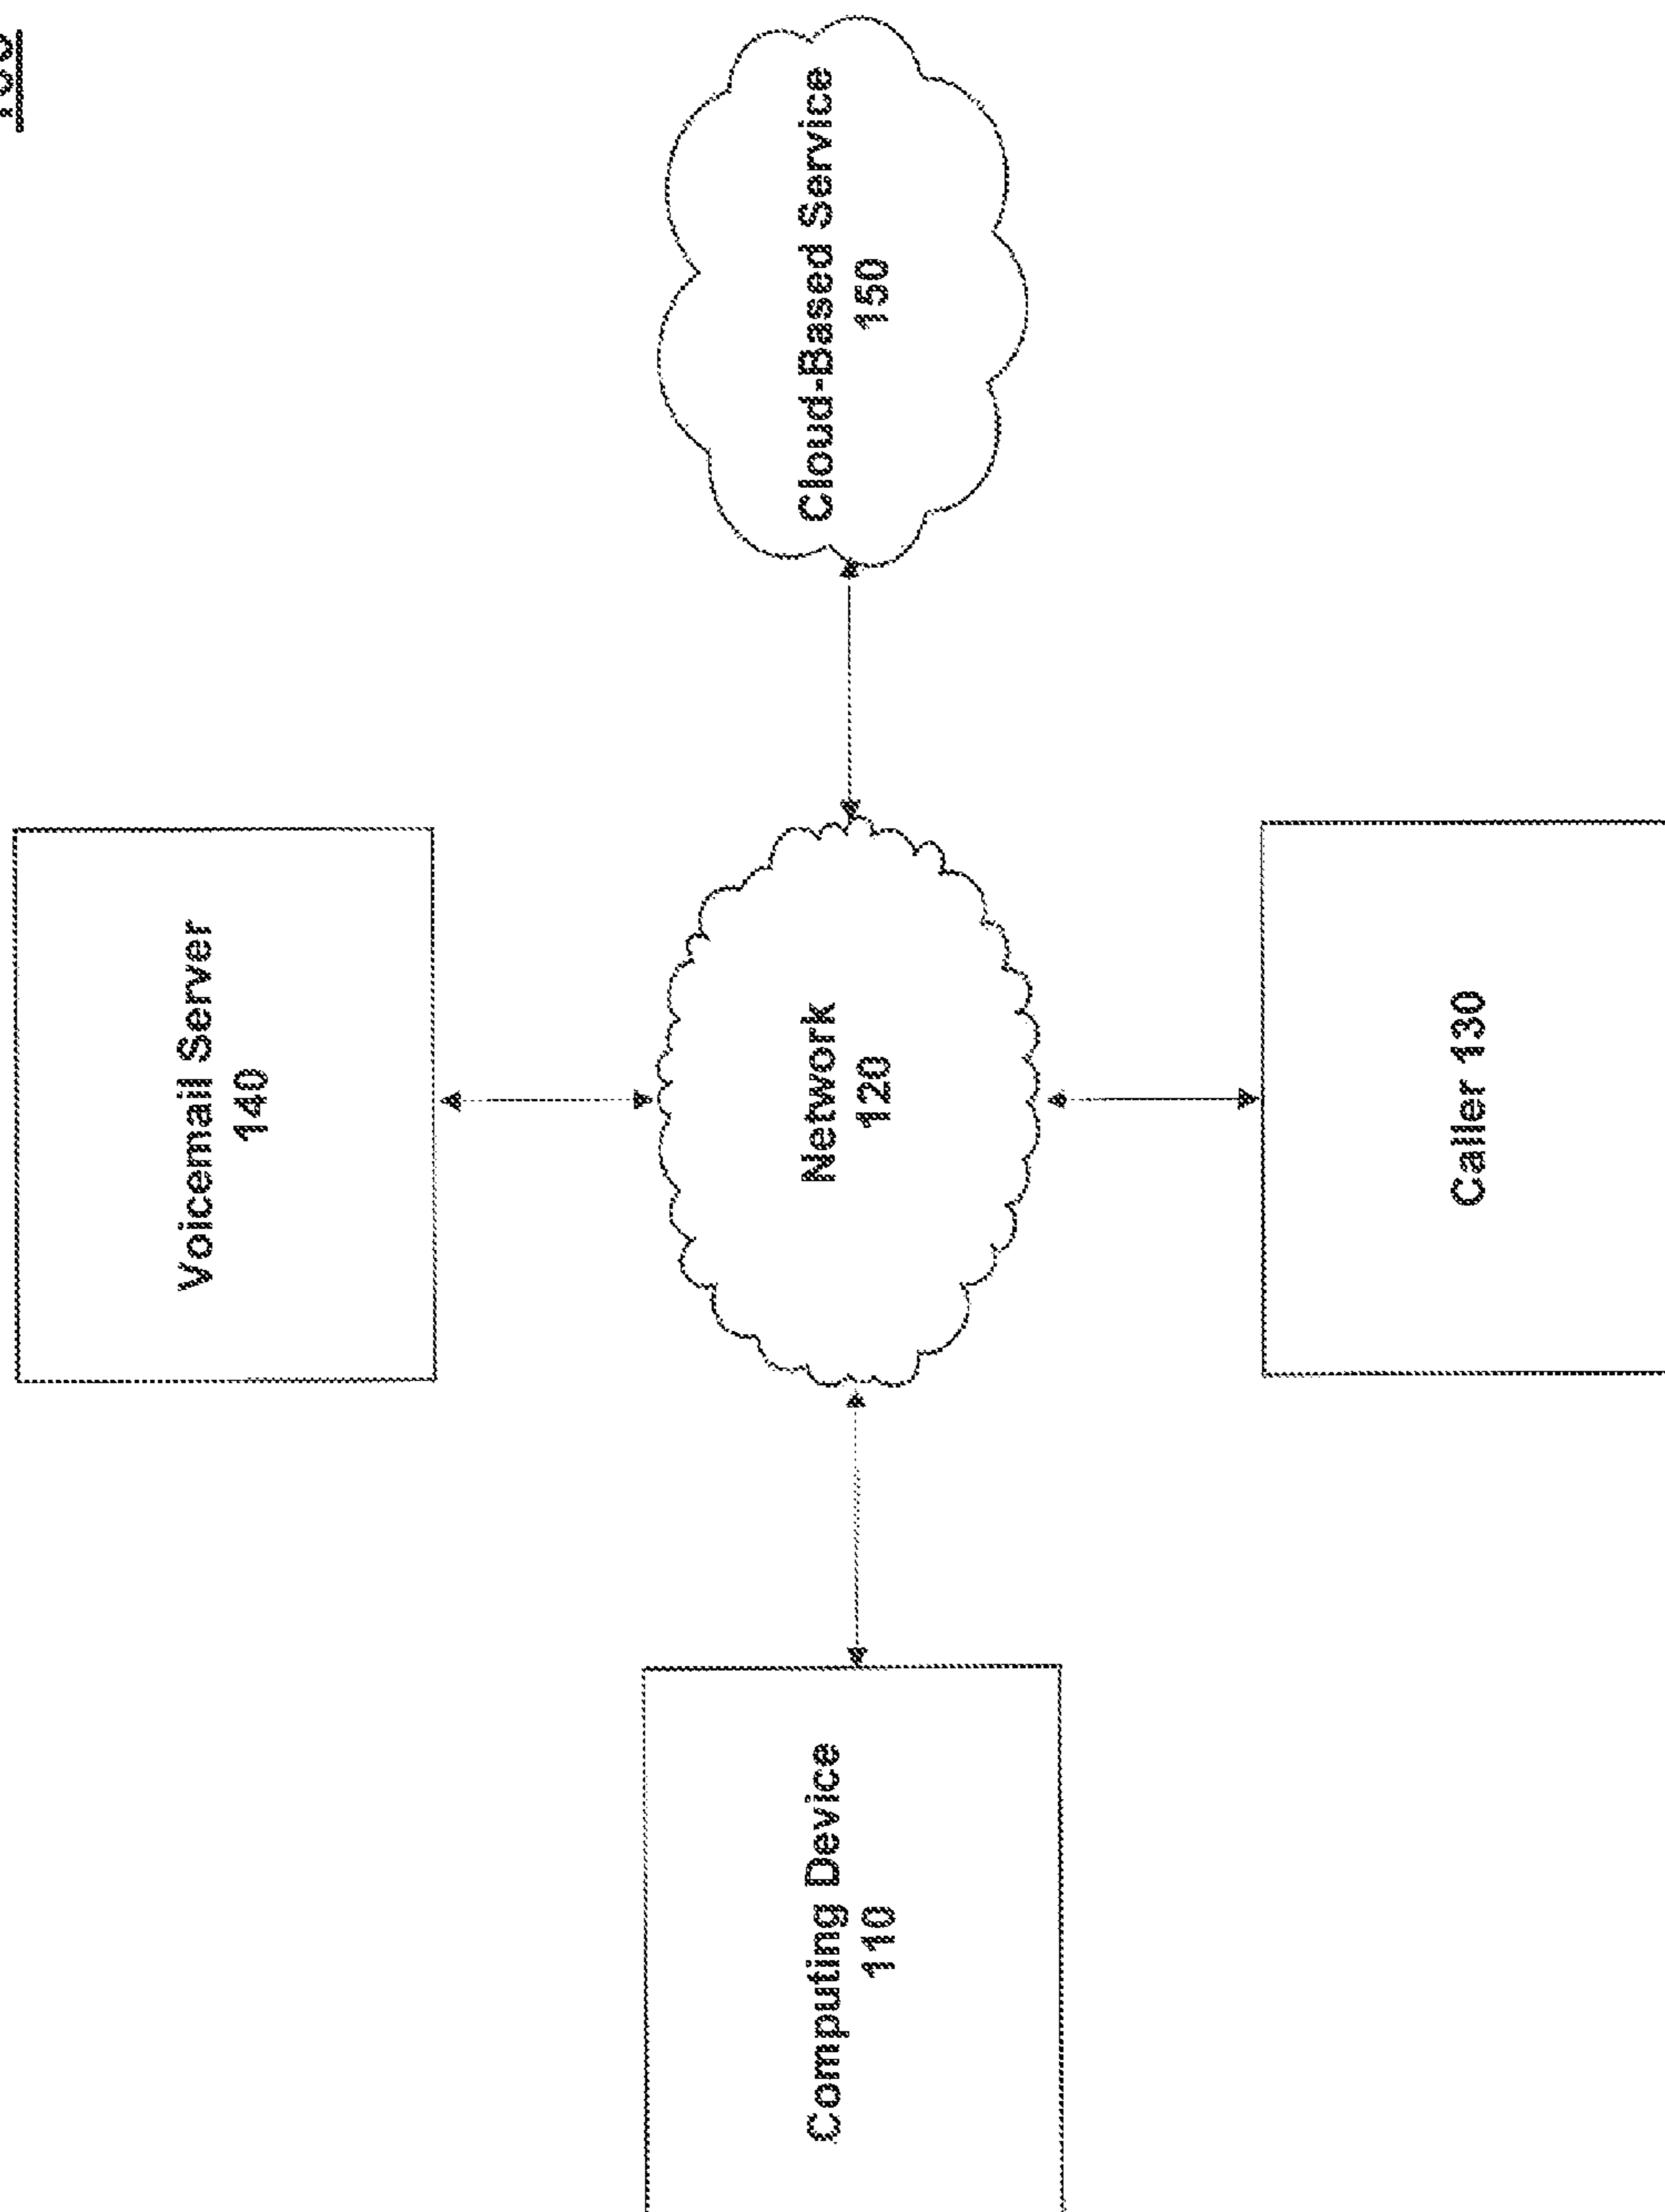 Voicemail Server
140
Computing Device
110
Network
120
Cloud-Based Service
150
Caller 130